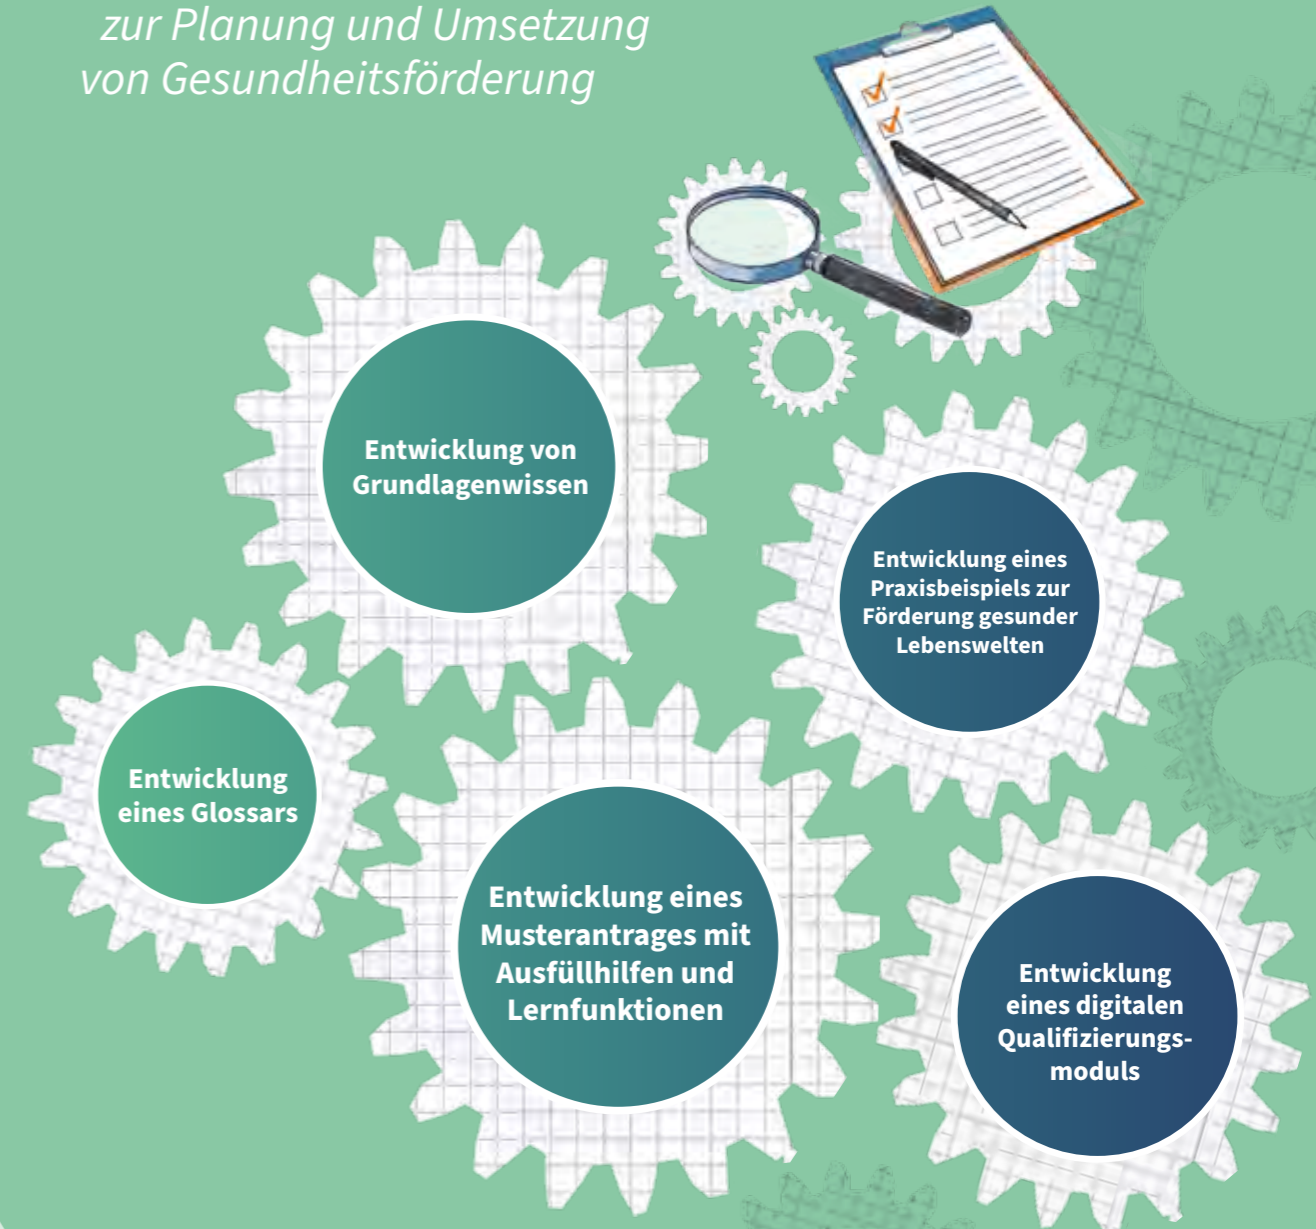 zur Planung und Umsetzung
von Gesundheitsförderung
Entwicklung von
Grundlagenwissen
Entwicklung eines
Praxisbeispiels zur
Förderung gesunder
Lebenswelten
Entwicklung
eines Glossars
Entwicklung eines
Musterantrages mit
Ausfüllhilfen und
Lernfunktionen
Entwicklung
eines digitalen
Qualifizierungs-
moduls